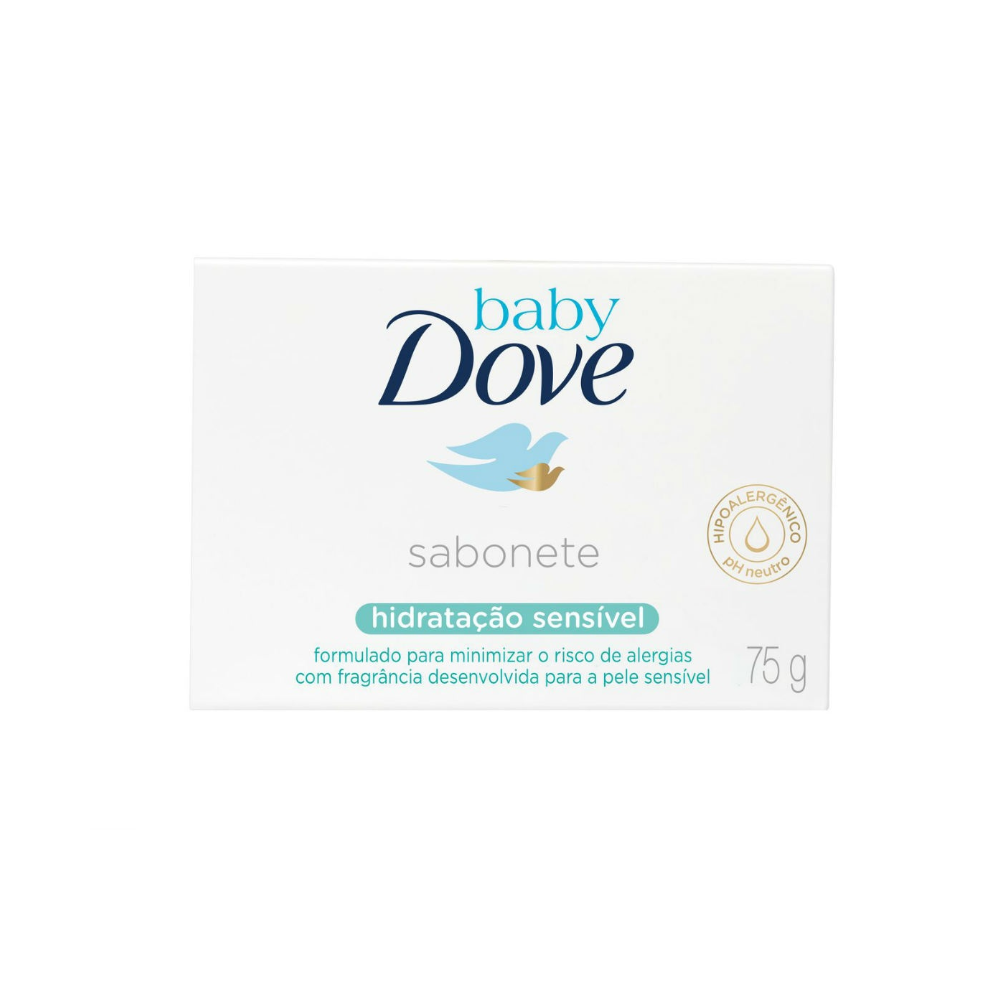 baby
Dove
HIPOALERGÊNICO
pH neutro
sabonete
hidratação sensível
formulado para minimizar o risco de alergias
com fragrância desenvolvida para a pele sensível
75 g